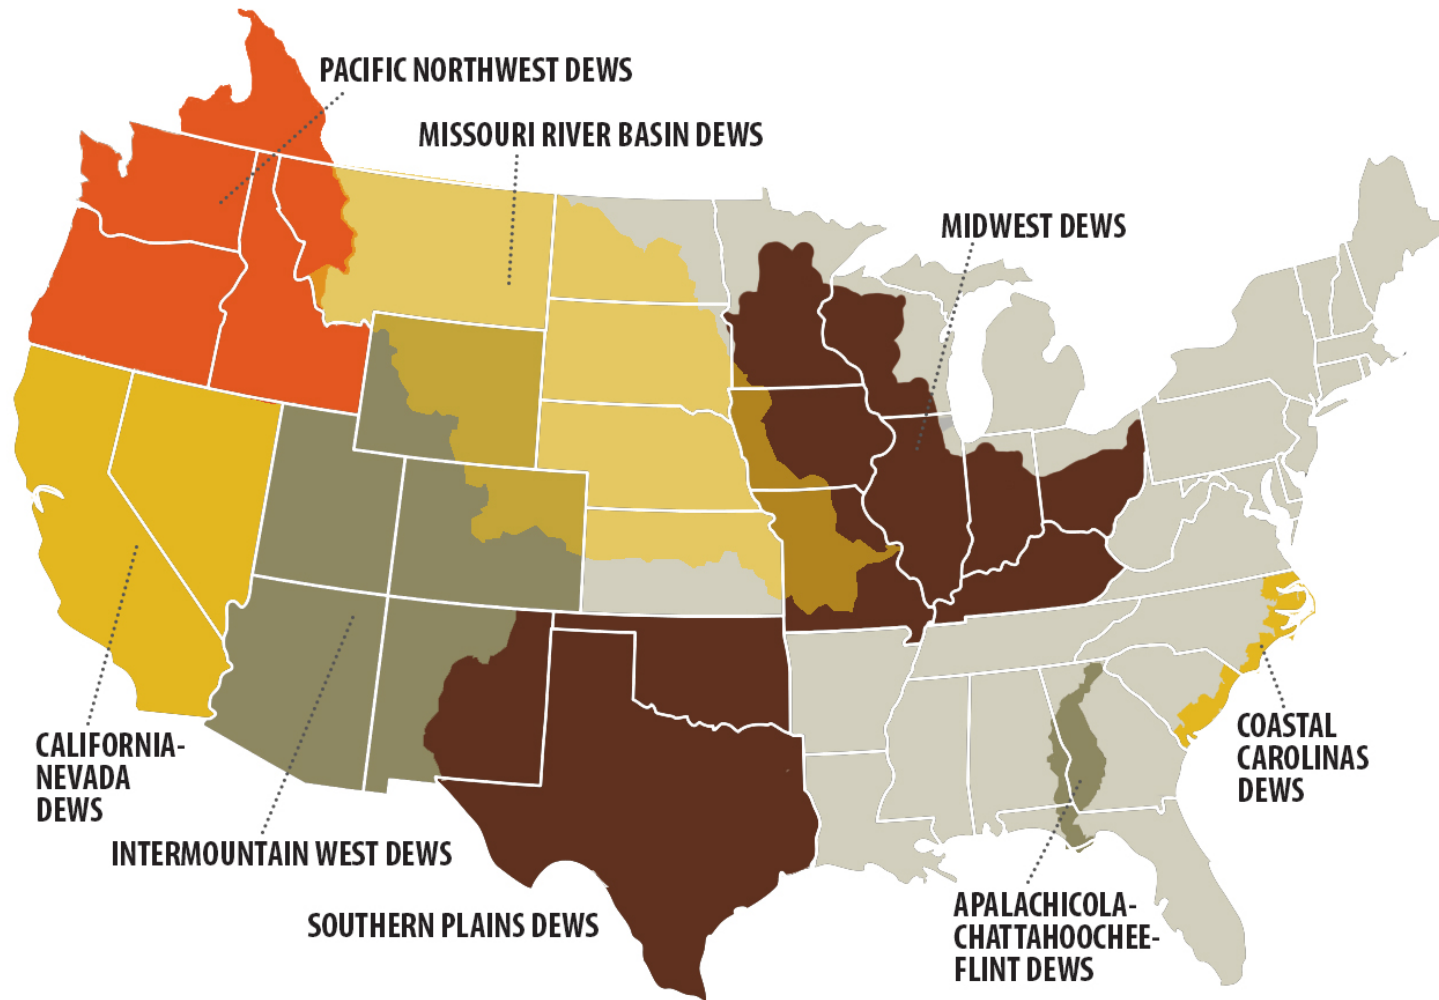 PACIFIC NORTHWEST DEWS
MISSOURI RIVER BASIN DEWS
MIDWEST DEWS
CALIFORNIA-
NEVADA
DEWS
COASTAL
CAROLINAS
DEWS
INTERMOUNTAIN WEST DEWS
SOUTHERN PLAINS DEWS
APALACHICOLA-
CHATTAHOOCHEE-
FLINT DEWS